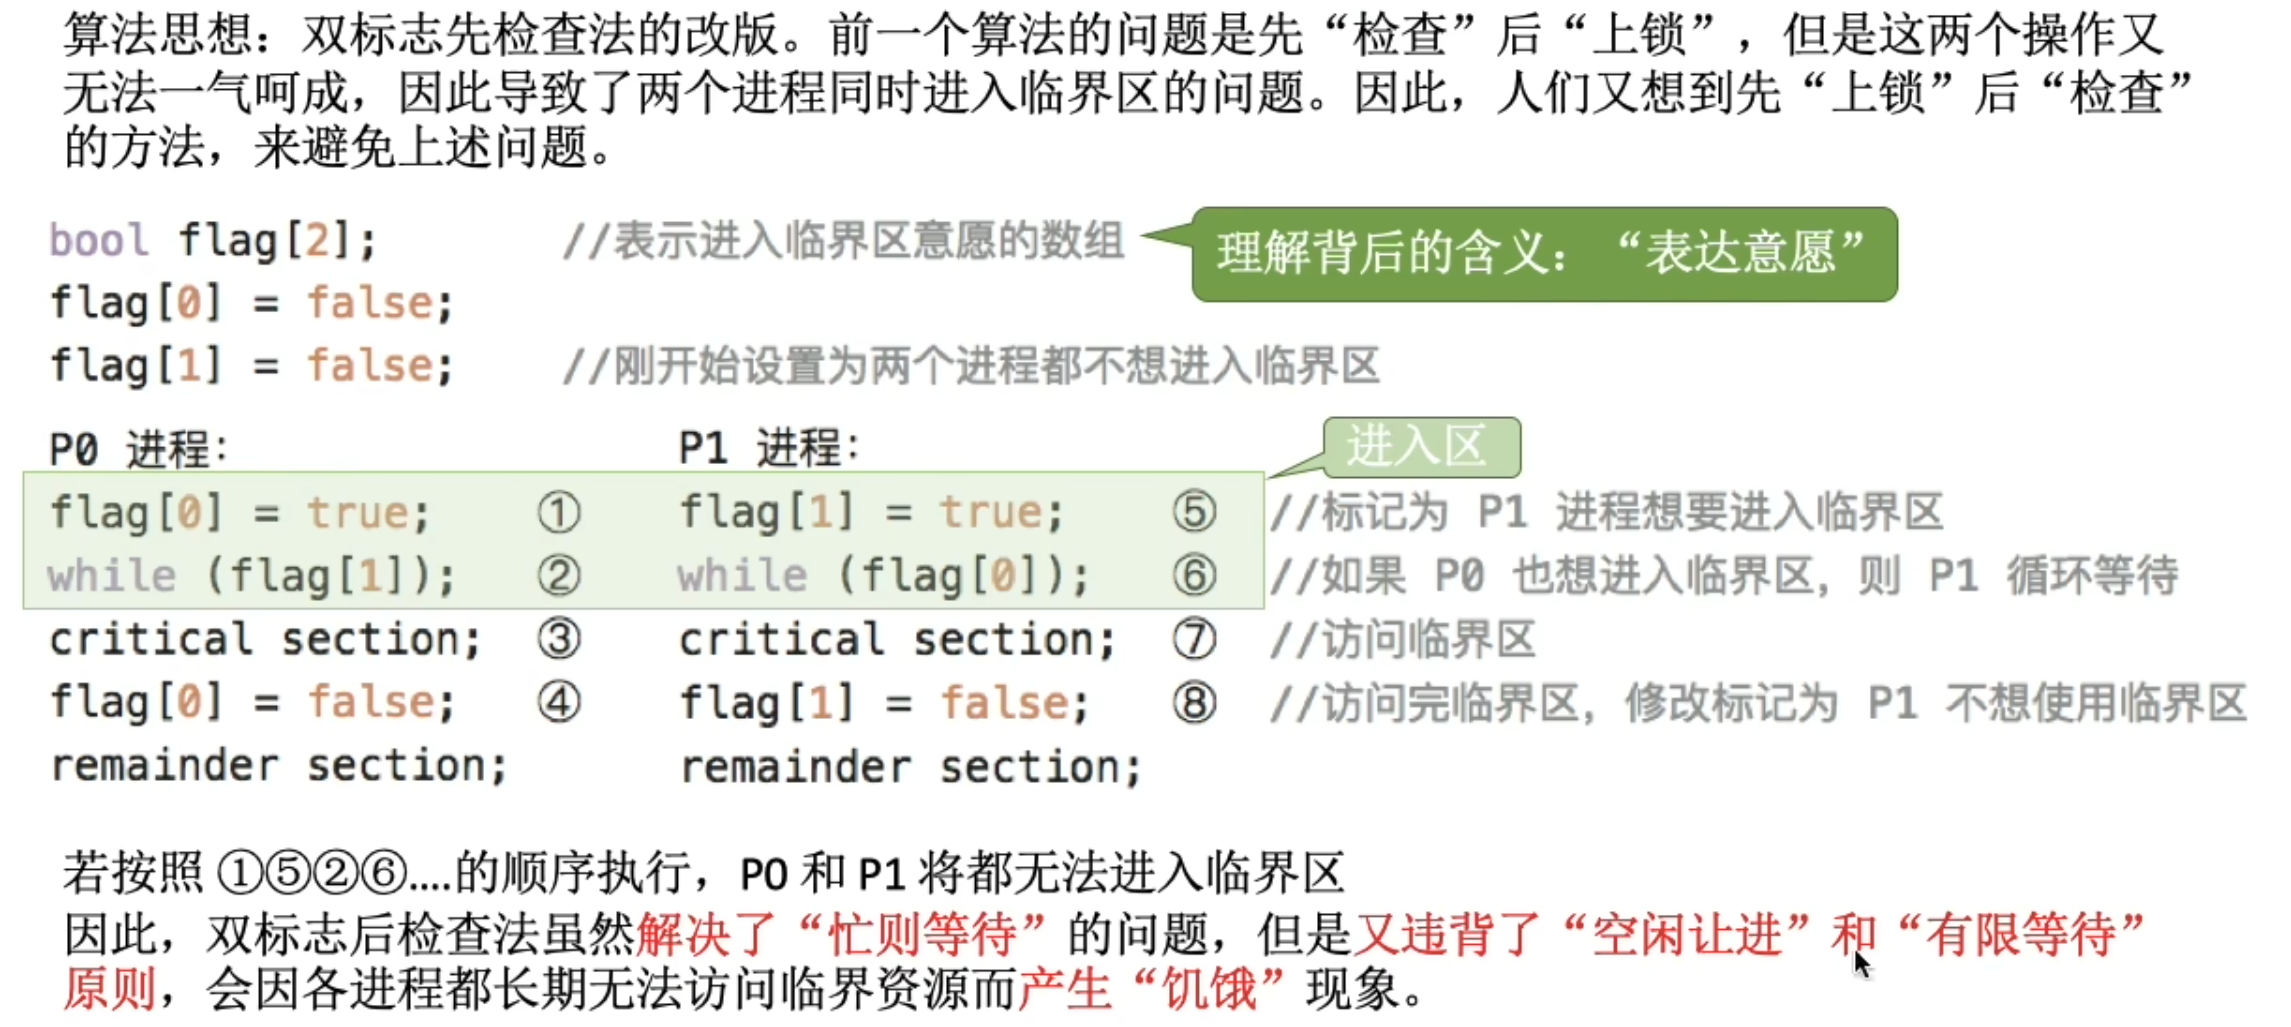 算法思想：双标志先检查法的改版。前一个算法的问题是先“检查”后“上锁”，但是这两个操作又
无法一气呵成，因此导致了两个进程同时进入临界区的问题。因此，人们又想到先“上锁”后“检查”
的方法，来避免上述问题。
bool flag[2]; //表示进入临界区意愿的数组
理解背后的含义：“表达意愿”
flag[0] = false;
flag[1] = false; //刚开始设置为两个进程都不想进入临界区
P0 进程： P1 进程：
进入区
flag[0] = true; ① flag[1] = true; ⑤ //标记为 P1 进程想要进入临界区
while (flag[1]); ② while (flag[0]); ⑥ //如果 P0 也想进入临界区，则 P1 循环等待
critical section; ③ critical section; ⑦ //访问临界区
flag[0] = false; ④ flag[1] = false; ⑧ //访问完临界区，修改标记为 P1 不想使用临界区
remainder section; remainder section;
若按照 ①⑤②⑥....的顺序执行，P0 和 P1 将都无法进入临界区
因此，双标志后检查法虽然解决了“忙则等待”的问题，但是又违背了“空闲让进”和“有限等待”
原则，会因各进程都长期无法访问临界资源而产生“饥饿”现象。